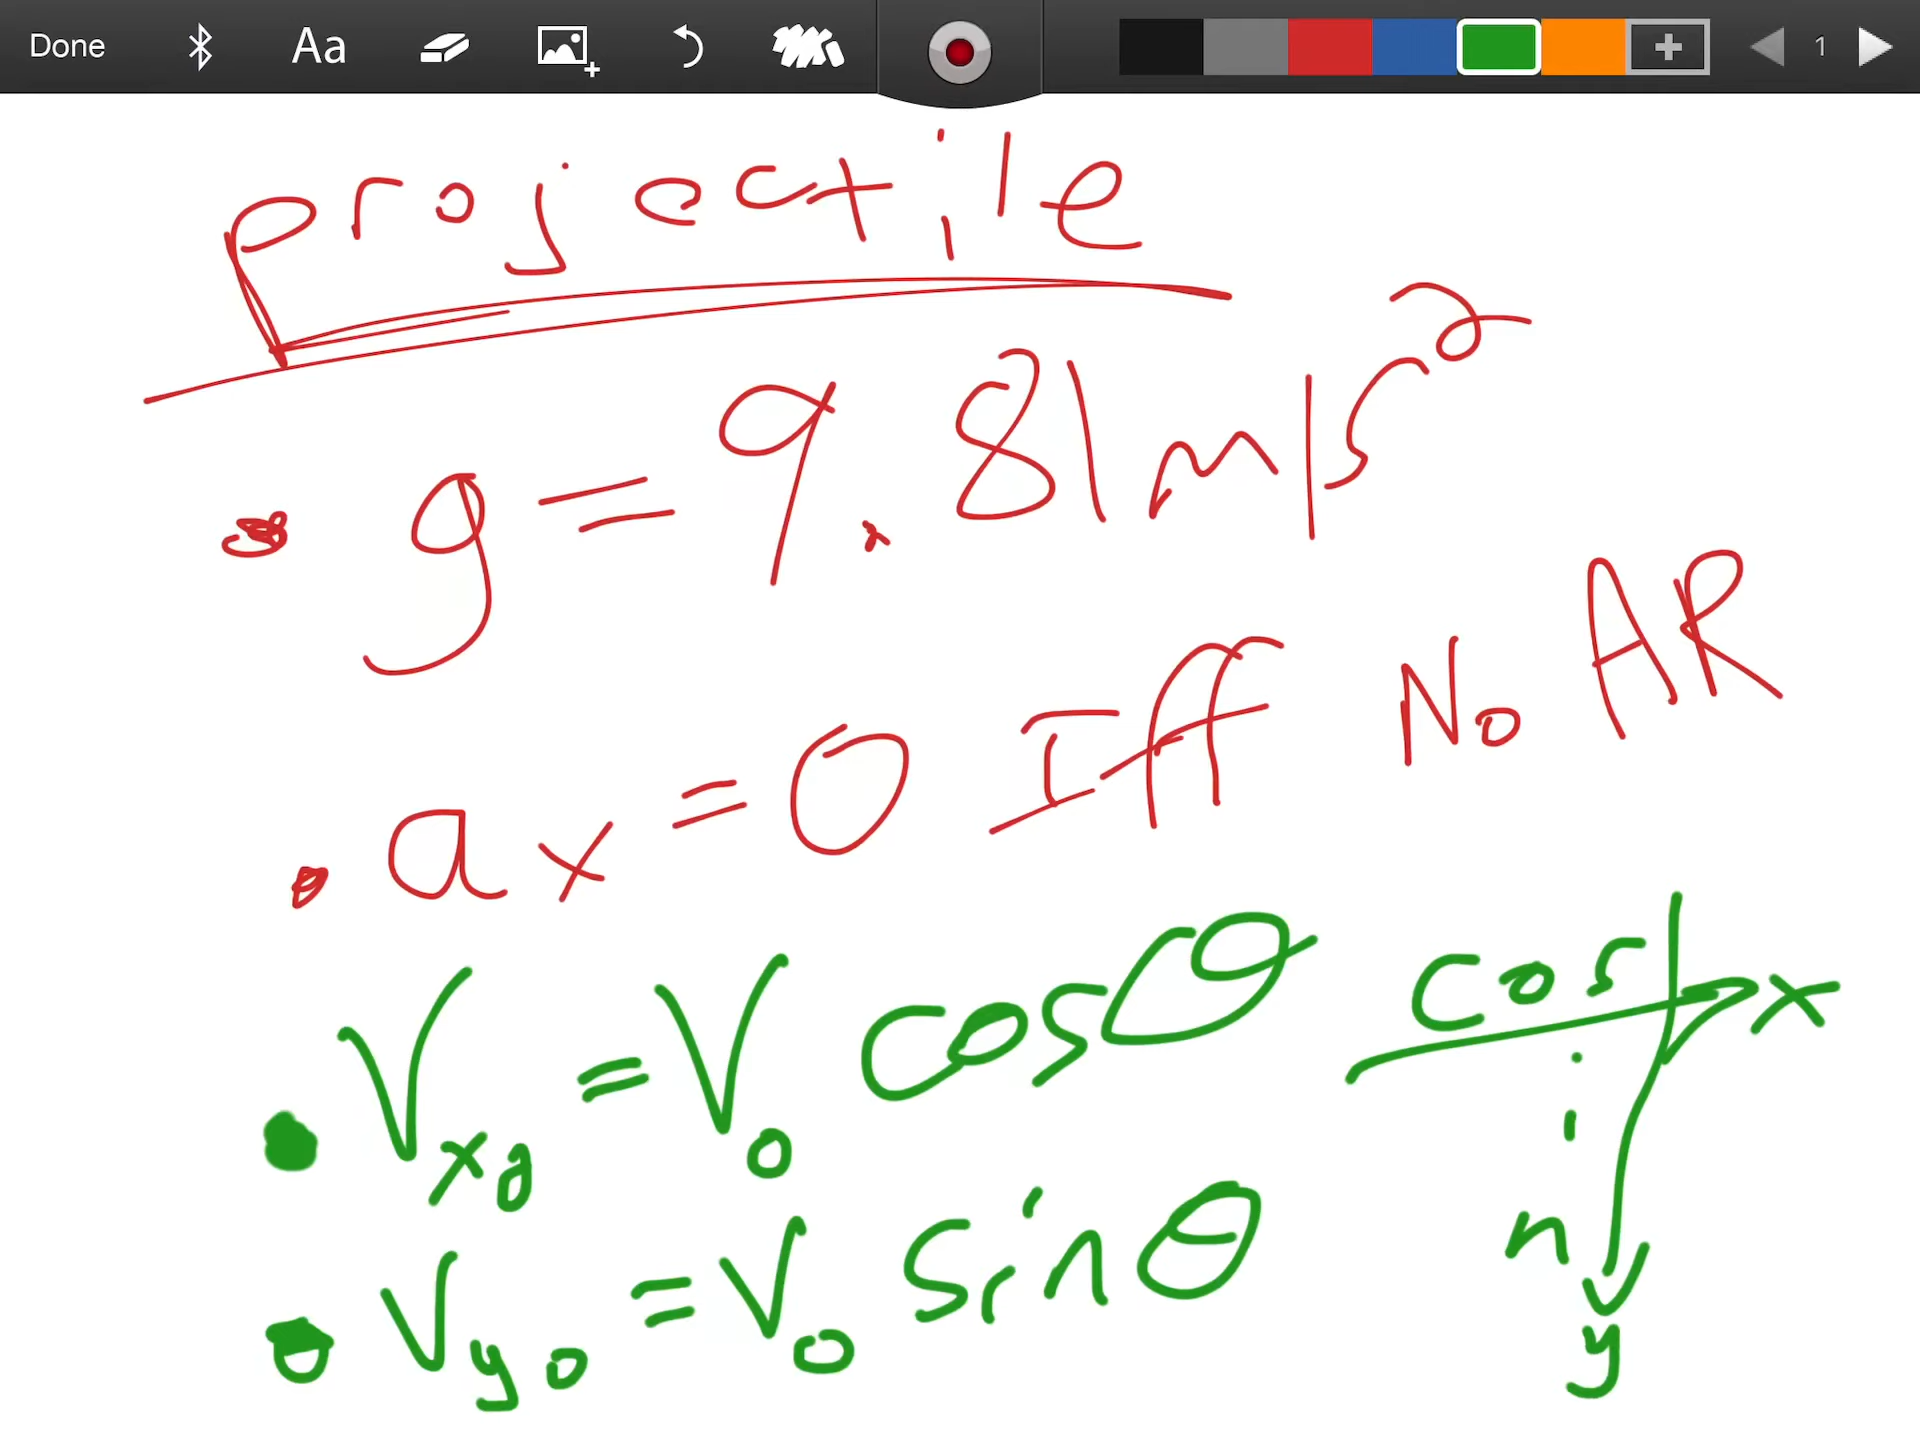 Done Aa 1
projectile
• g = 9.81 m/s²
• ax = 0 Iff No AR
• Vx₀ = V₀ cosθ cos x
i
n
• Vy₀ = V₀ sinθ
y